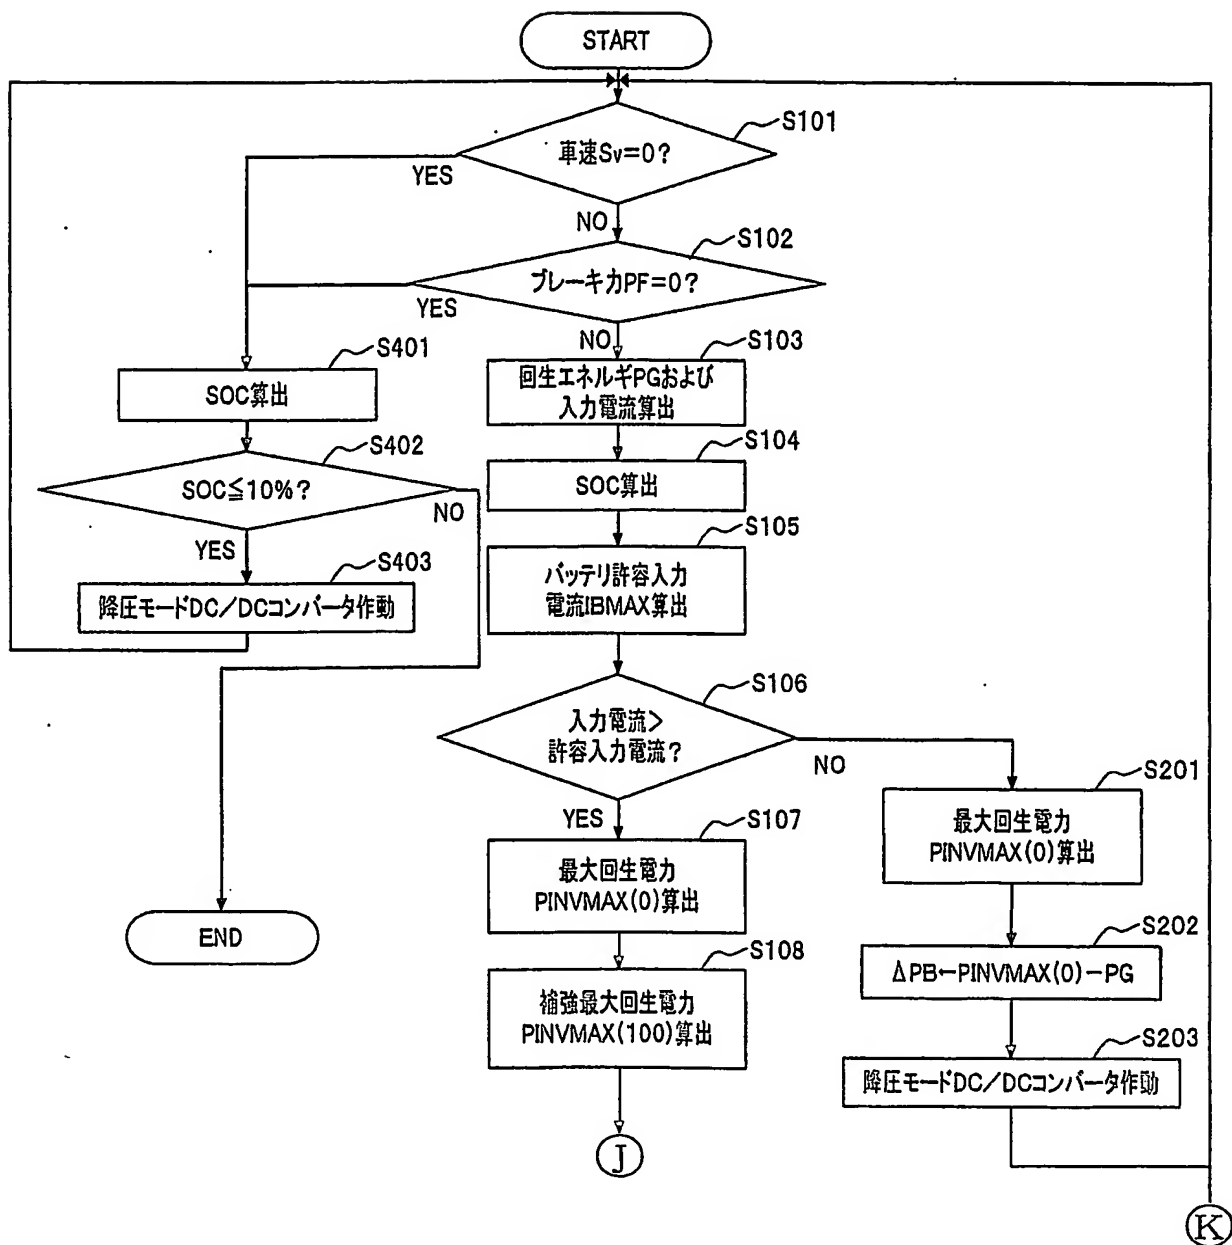 START
S101
車速Sv=0?
YES
NO
S102
ブレーキ力PF=0?
YES
NO
S103
回生エネルギPGおよび
入力電流算出
S401
SOC算出
S104
SOC算出
S402
SOC≦10%?
NO
YES
S105
バッテリ許容入力
電流IBMAX算出
S403
降圧モードDC/DCコンバータ作動
S106
入力電流>
許容入力電流?
NO
YES
S201
最大回生電力
PINVMAX(0)算出
S107
最大回生電力
PINVMAX(0)算出
END
S202
ΔPB←PINVMAX(0)-PG
S108
補強最大回生電力
PINVMAX(100)算出
S203
降圧モードDC/DCコンバータ作動
J
K